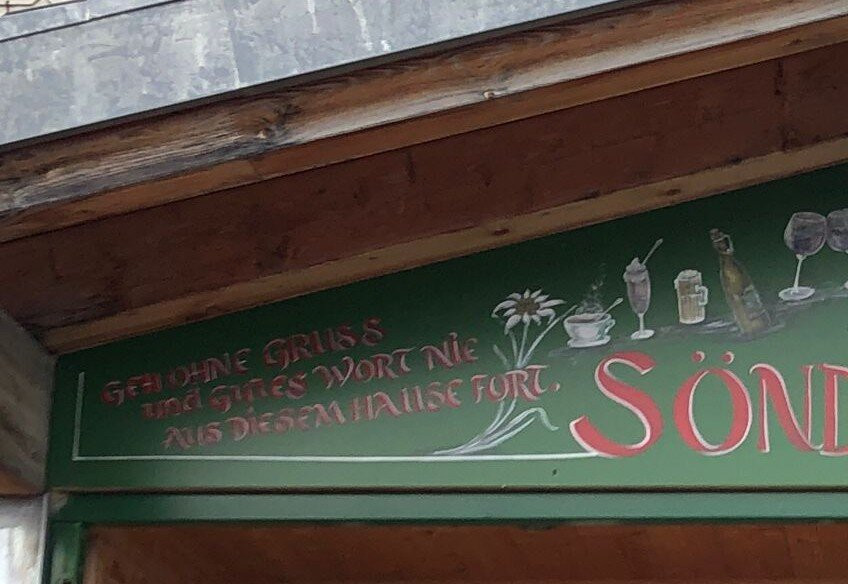 GEH OHNE GRUSS
und GUTES WORT NIE
AUS DIESEM HAUSE FORT.
SÖND